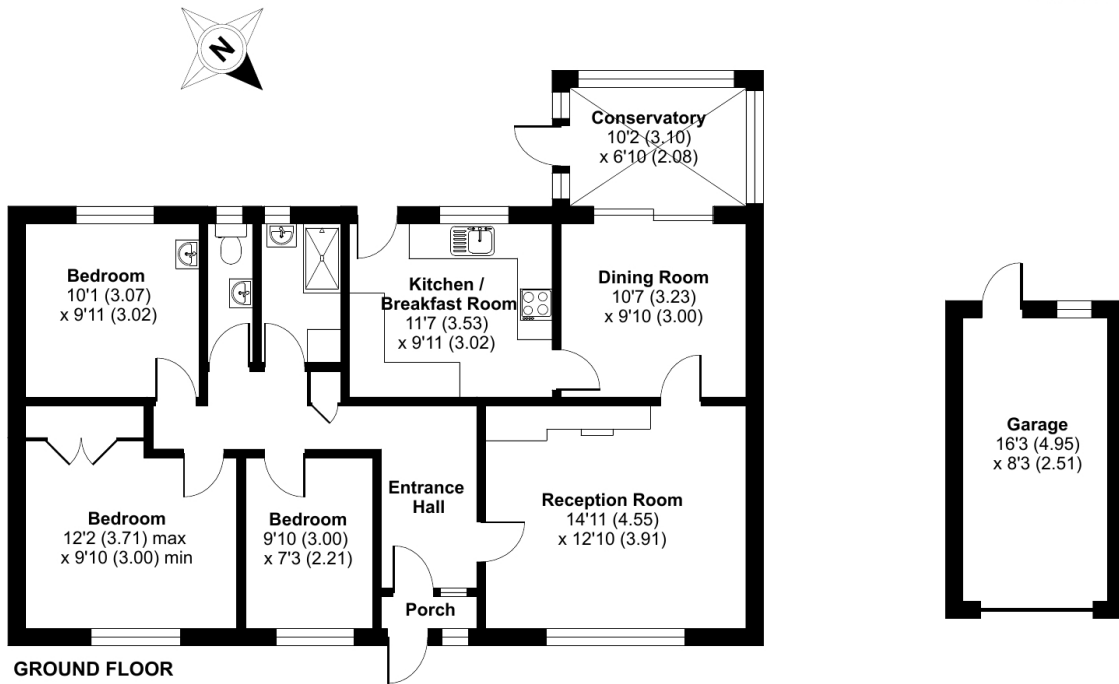 N
Conservatory
10'2 (3.10)
x 6'10 (2.08)
Bedroom
10'1 (3.07)
x 9'11 (3.02)
Kitchen /
Breakfast Room
11'7 (3.53)
x 9'11 (3.02)
Dining Room
10'7 (3.23)
x 9'10 (3.00)
Garage
16'3 (4.95)
x 8'3 (2.51)
Bedroom
12'2 (3.71) max
x 9'10 (3.00) min
Bedroom
9'10 (3.00)
x 7'3 (2.21)
Entrance
Hall
Reception Room
14'11 (4.55)
x 12'10 (3.91)
Porch
GROUND FLOOR